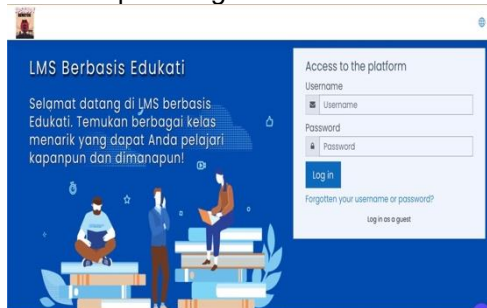 LMS Berbasis Edukati
Selamat datang di LMS berbasis
Edukati. Temukan berbagai kelas
menarik yang dapat Anda pelajari
kapanpun dan dimanapun!
Access to the platform
Username
Username
Password
Password
Log in
Forgotten your username or password?
Log in as a guest